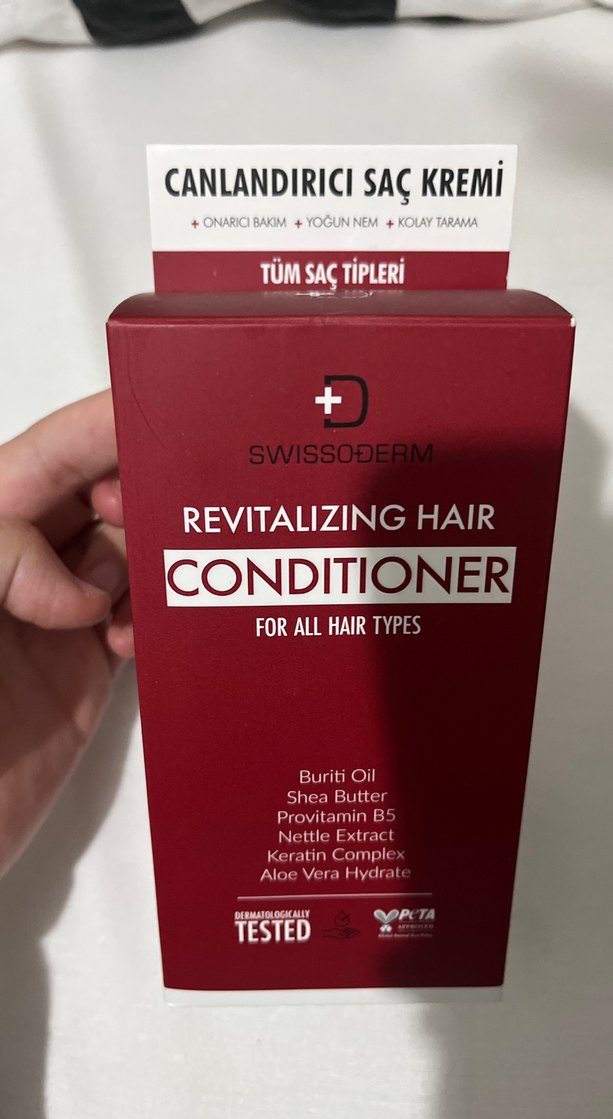 CANLANDIRICI SAÇ KREMİ
+ ONARICI BAKIM + YOĞUN NEM + KOLAY TARAMA
TÜM SAÇ TİPLERİ
+D
SWISSODERM
REVITALIZING HAIR
CONDITIONER
FOR ALL HAIR TYPES
Buriti Oil
Shea Butter
Provitamin B5
Nettle Extract
Keratin Complex
Aloe Vera Hydrate
DERMATOLOGICALLY
TESTED
PETA
APPROVED